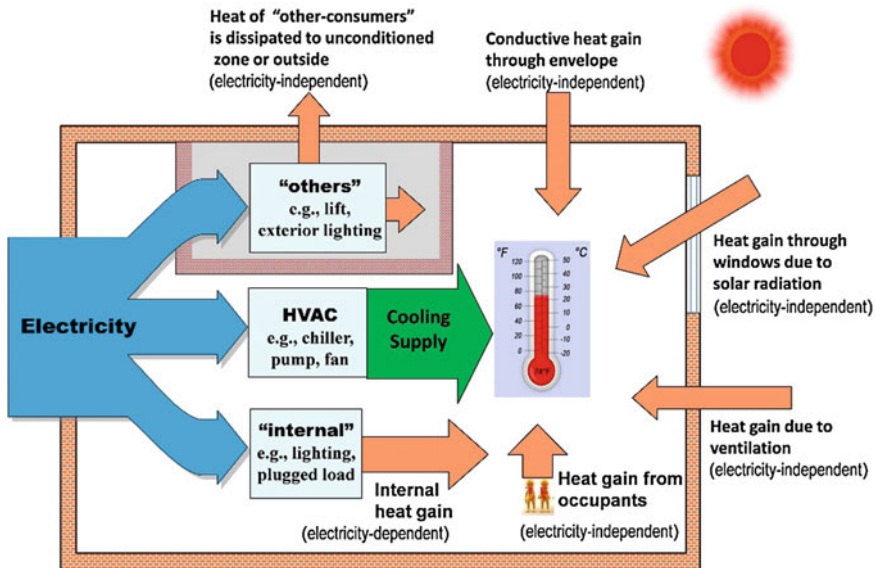 Heat of “other-consumers”
is dissipated to unconditioned
zone or outside
(electricity-independent)
Conductive heat gain
through envelope
(electricity-independent)
“others”
e.g., lift,
exterior lighting
Electricity
HVAC
e.g., chiller,
pump, fan
Cooling
Supply
°F
°C
120
100
80
60
40
20
0
50
40
30
20
10
0
-10
-20
74°F
Heat gain through
windows due to
solar radiation
(electricity-independent)
“internal”
e.g., lighting,
plugged load
Internal
heat gain
(electricity-dependent)
Heat gain from
occupants
(electricity-independent)
Heat gain due to
ventilation
(electricity-independent)